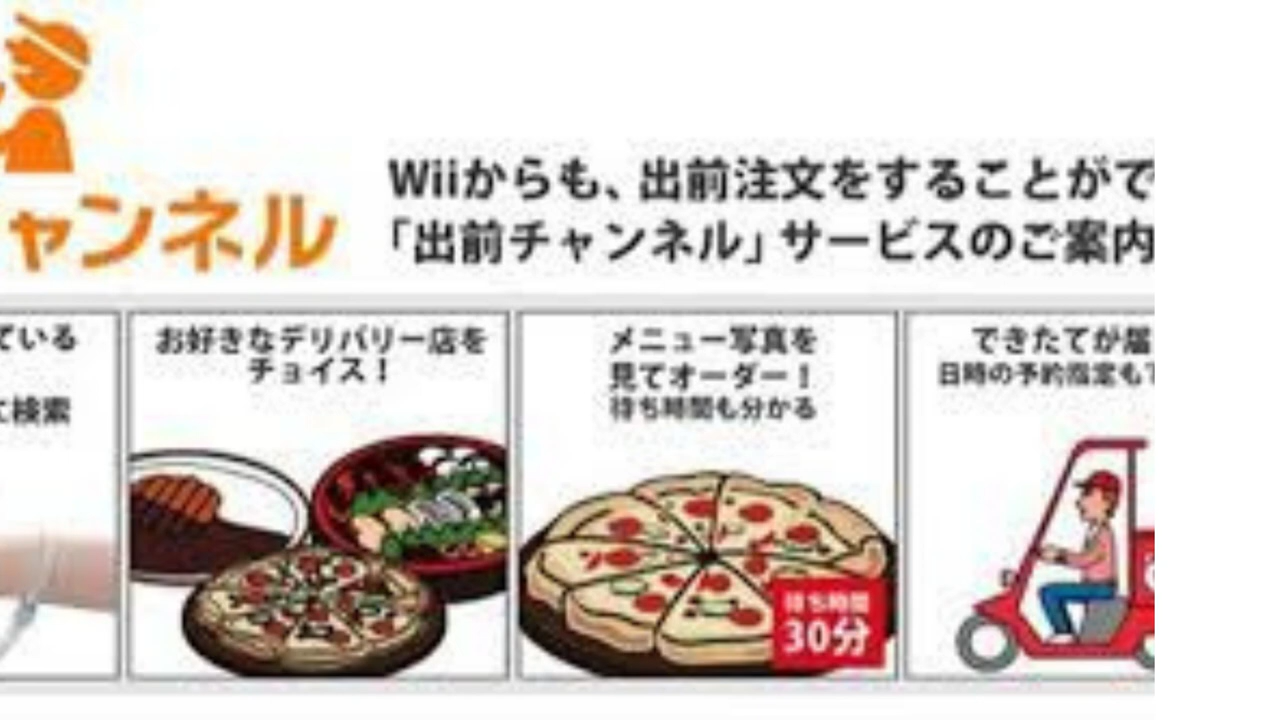 ャンネル
Wiiからも、出前注文をすることがで
「出前チャンネル」サービスのご案内
ている
に検索
お好きなデリバリー店を
チョイス！
メニュー写真を
見てオーダー！
待ち時間も分かる
待ち時間
30分
できたてが届
日時の予約指定も